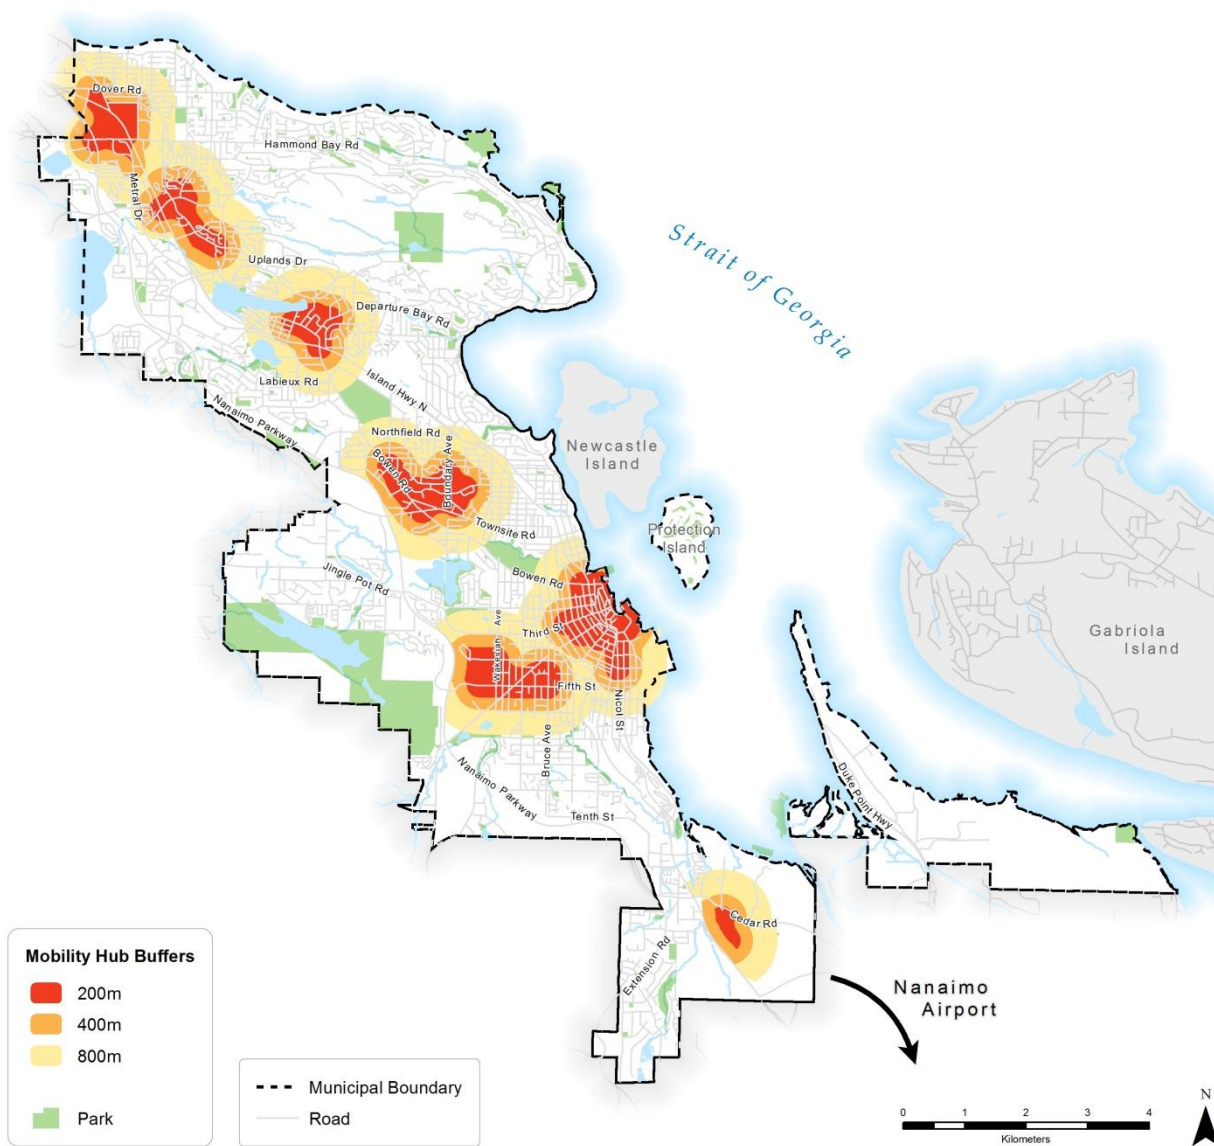 Dover Rd
Hammond Bay Rd
Metral Dr
Strait of Georgia
Uplands Dr
Departure Bay Rd
Labieux Rd
Island Hwy N
Nanaimo Parkway
Northfield Rd
Newcastle
Island
Bowen Rd
Boundary Ave
Townsite Rd
Protection
Island
Jingle Pot Rd
Bowen Rd
Wakesiah Ave
Third St
Gabriola
Island
Fifth St
Nicol St
Bruce Ave
Nanaimo Parkway
Duke Point Hwy
Tenth St
Cedar Rd
Extension Rd
Nanaimo
Airport
Mobility Hub Buffers
200m
400m
800m
Park
Municipal Boundary
Road
N
0 1 2 3 4
Kilometers